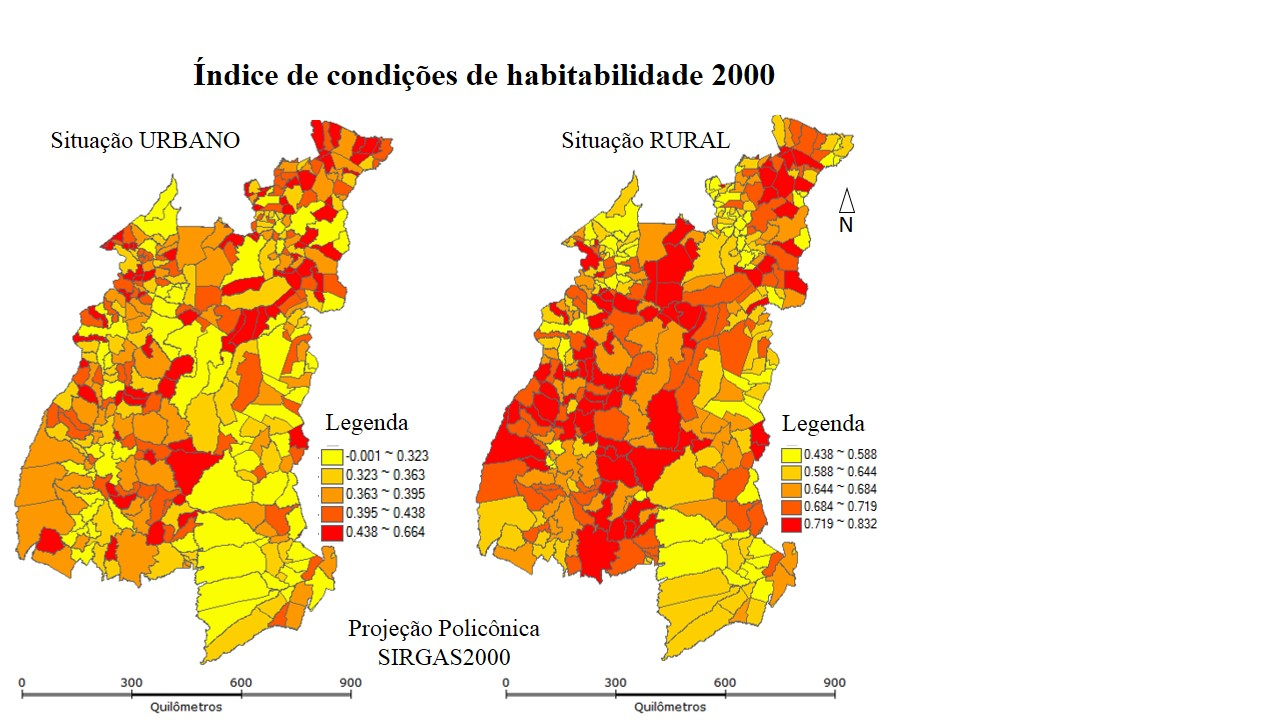 Índice de condições de habitabilidade 2000
Situação URBANO
Situação RURAL
N
Legenda
-0.001 ~ 0.323
0.323 ~ 0.363
0.363 ~ 0.395
0.395 ~ 0.438
0.438 ~ 0.664
Legenda
0.438 ~ 0.588
0.588 ~ 0.644
0.644 ~ 0.684
0.684 ~ 0.719
0.719 ~ 0.832
Projeção Policônica
SIRGAS2000
0 300 600 900
Quilômetros
0 300 600 900
Quilômetros